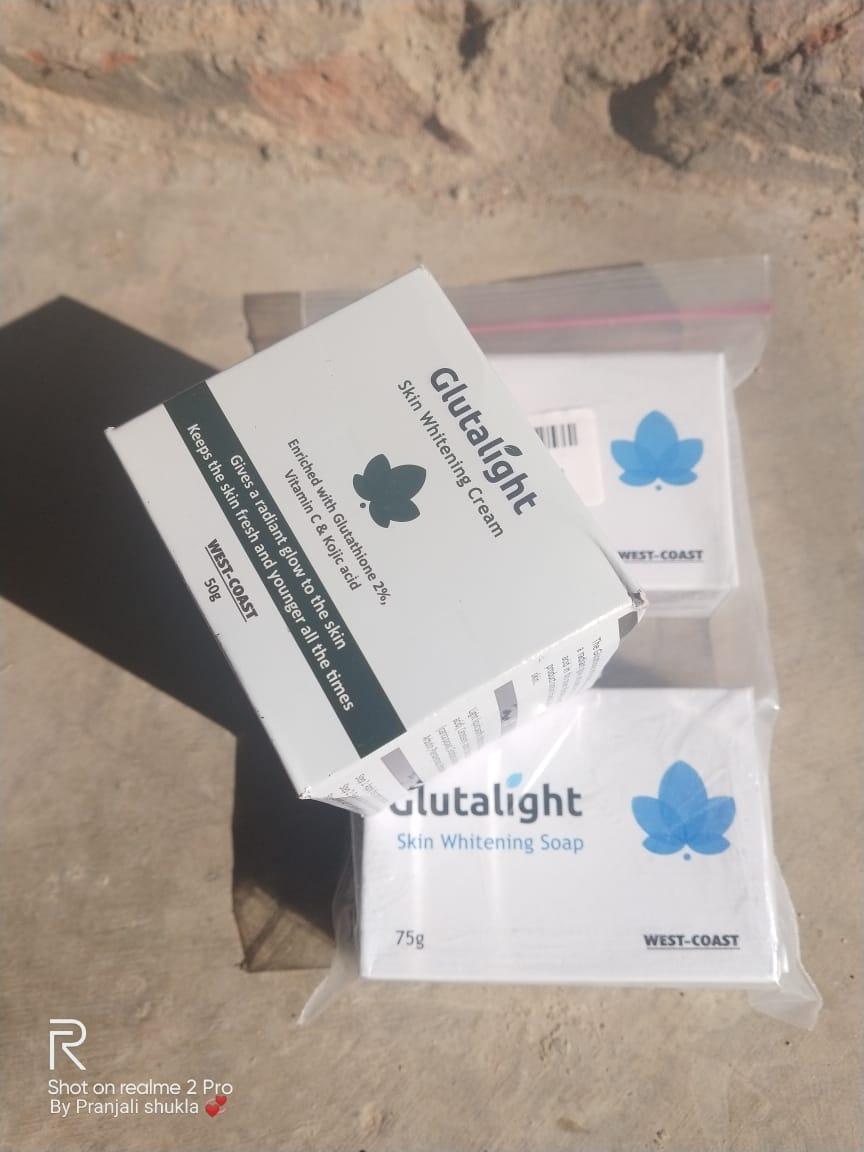 Glutalight
Skin Whitening Cream
Enriched with Glutathione 2%,
Vitamin C & Kojic acid
Gives a radiant glow to the skin
Keeps the skin fresh and younger all the times
WEST-COAST
50g
WEST-COAST
Glutalight
Skin Whitening Soap
75g
WEST-COAST
R
Shot on realme 2 Pro
By Pranjali shukla 💕